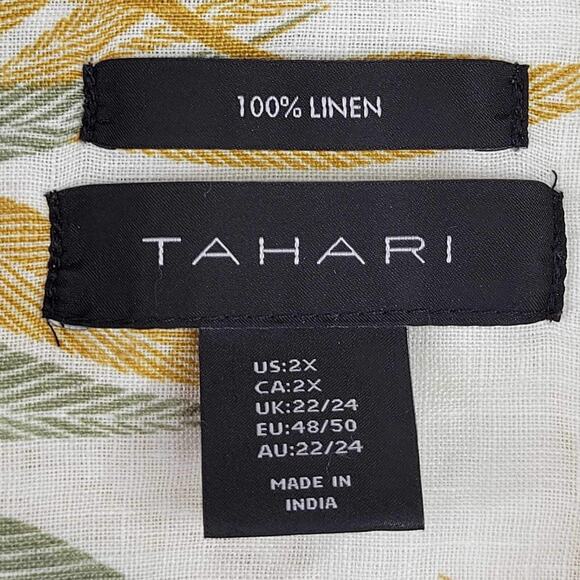 100% LINEN
TAHARI
US:2X
CA:2X
UK:22/24
EU:48/50
AU:22/24
MADE IN
INDIA